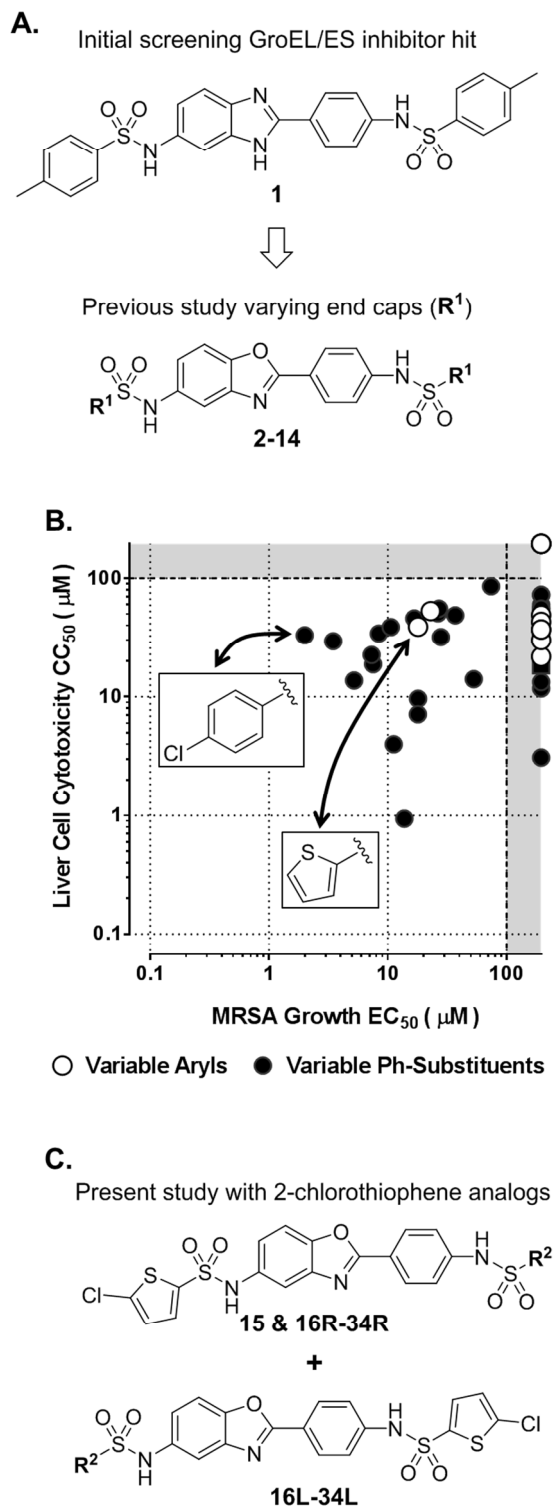 A.
Initial screening GroEL/ES inhibitor hit
O O
S
N
H
N
N
H
H
N
S
O O
1
Previous study varying end caps (R¹)
O O
S
R¹
N
H
O
N
H
N
R¹
S
O O
2-14
B.
Liver Cell Cytotoxicity CC₅₀ ( μM )
100
10
1
0.1
Cl
S
0.1 1 10 100
MRSA Growth EC₅₀ ( μM )
Variable Aryls Variable Ph-Substituents
C.
Present study with 2-chlorothiophene analogs
O O
S
S
Cl
N
H
O
N
H
N
R²
S
O O
15 & 16R-34R
+
O O
S
R²
N
H
O
N
H
N
S
O O
S
Cl
16L-34L